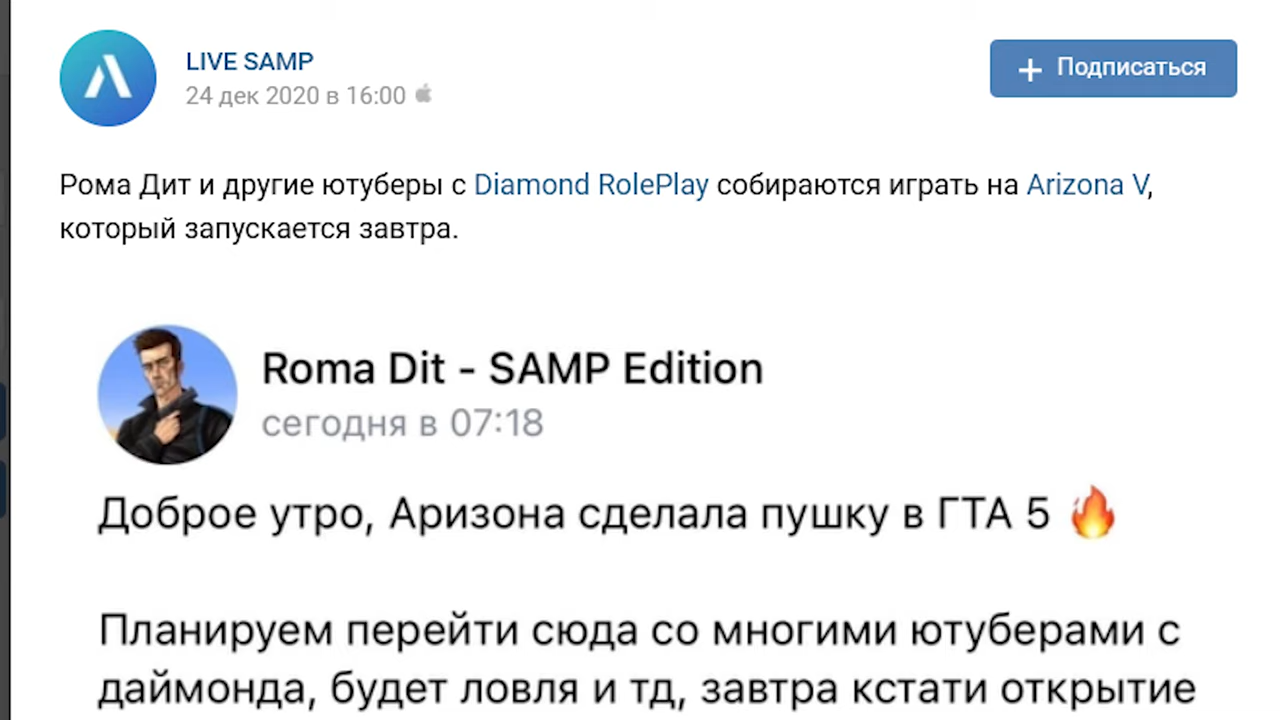 LIVE SAMP
24 дек 2020 в 16:00
Подписаться
Рома Дит и другие ютуберы с Diamond RolePlay собираются играть на Arizona V,
который запускается завтра.
Roma Dit - SAMP Edition
сегодня в 07:18
Доброе утро, Аризона сделала пушку в ГТА 5 🔥
Планируем перейти сюда со многими ютуберами с
даймонда, будет ловля и тд, завтра кстати открытие